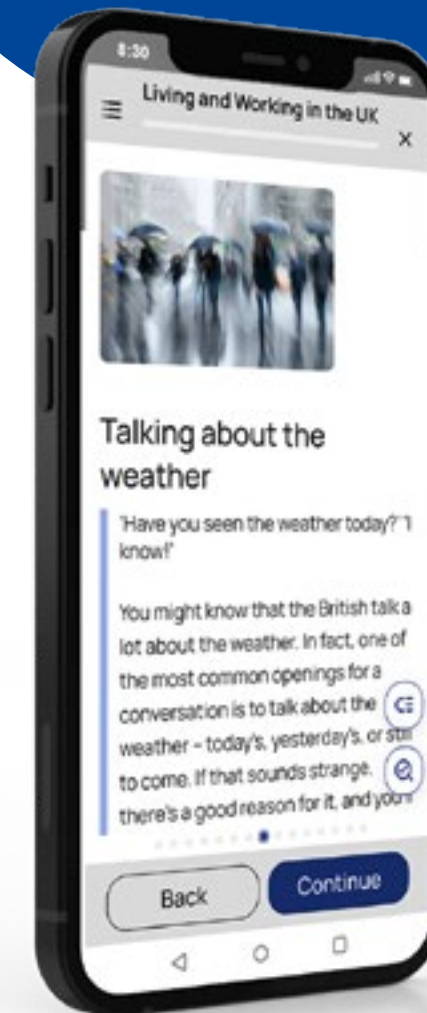 8:30
Living and Working in the UK
Talking about the
weather
'Have you seen the weather today?' 'I
know!'
You might know that the British talk a
lot about the weather. In fact, one of
the most common openings for a
conversation is to talk about the
weather – today's, yesterday's, or still
to come. If that sounds strange,
there's a good reason for it, and you'll
Back
Continue